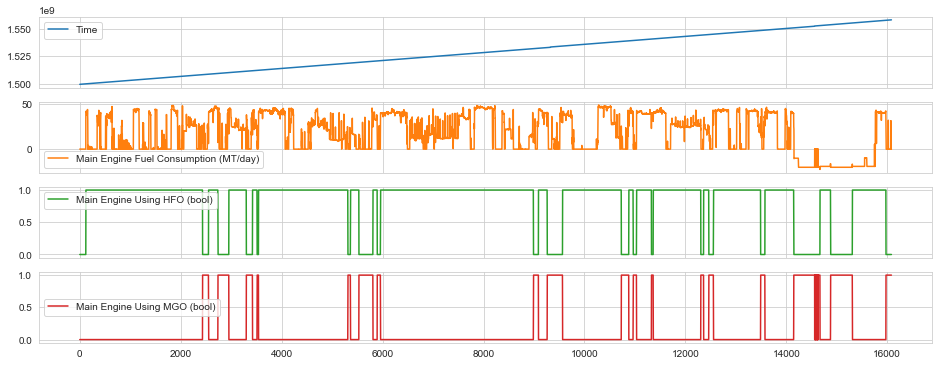 1e9
1.550
Time
1.525
1.500
50
0
Main Engine Fuel Consumption (MT/day)
1.0
Main Engine Using HFO (bool)
0.5
0.0
1.0
0.5
Main Engine Using MGO (bool)
0.0
0 2000 4000 6000 8000 10000 12000 14000 16000